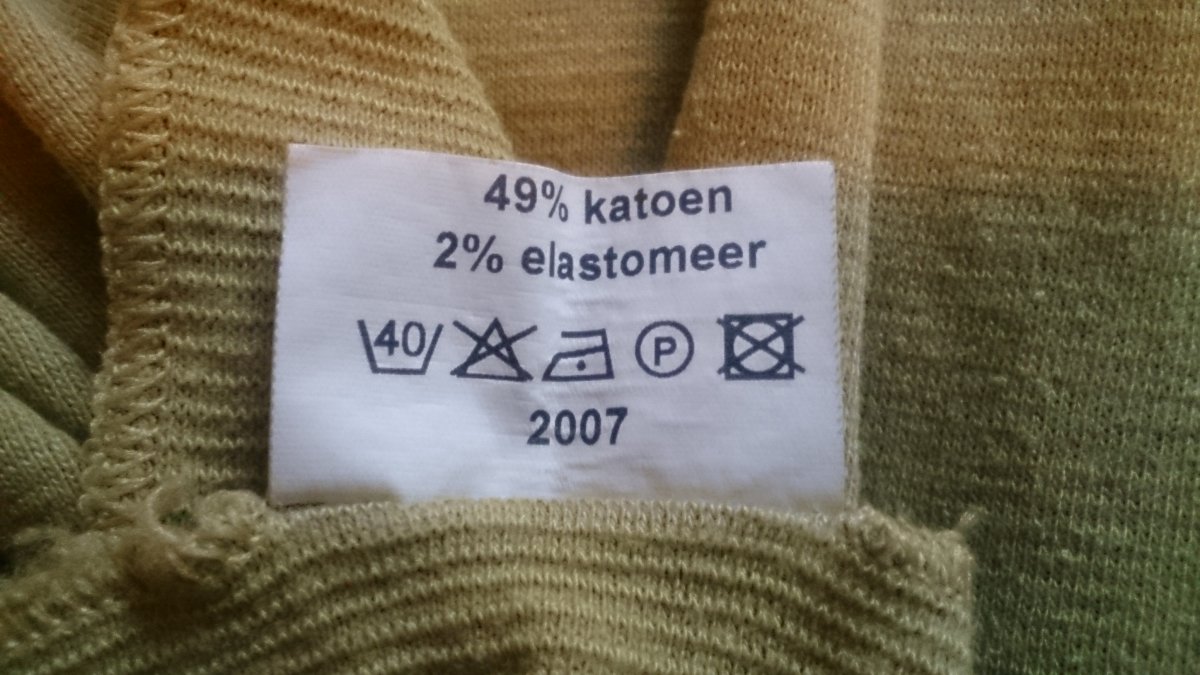 49% katoen
2% elastomeer
40 P
2007